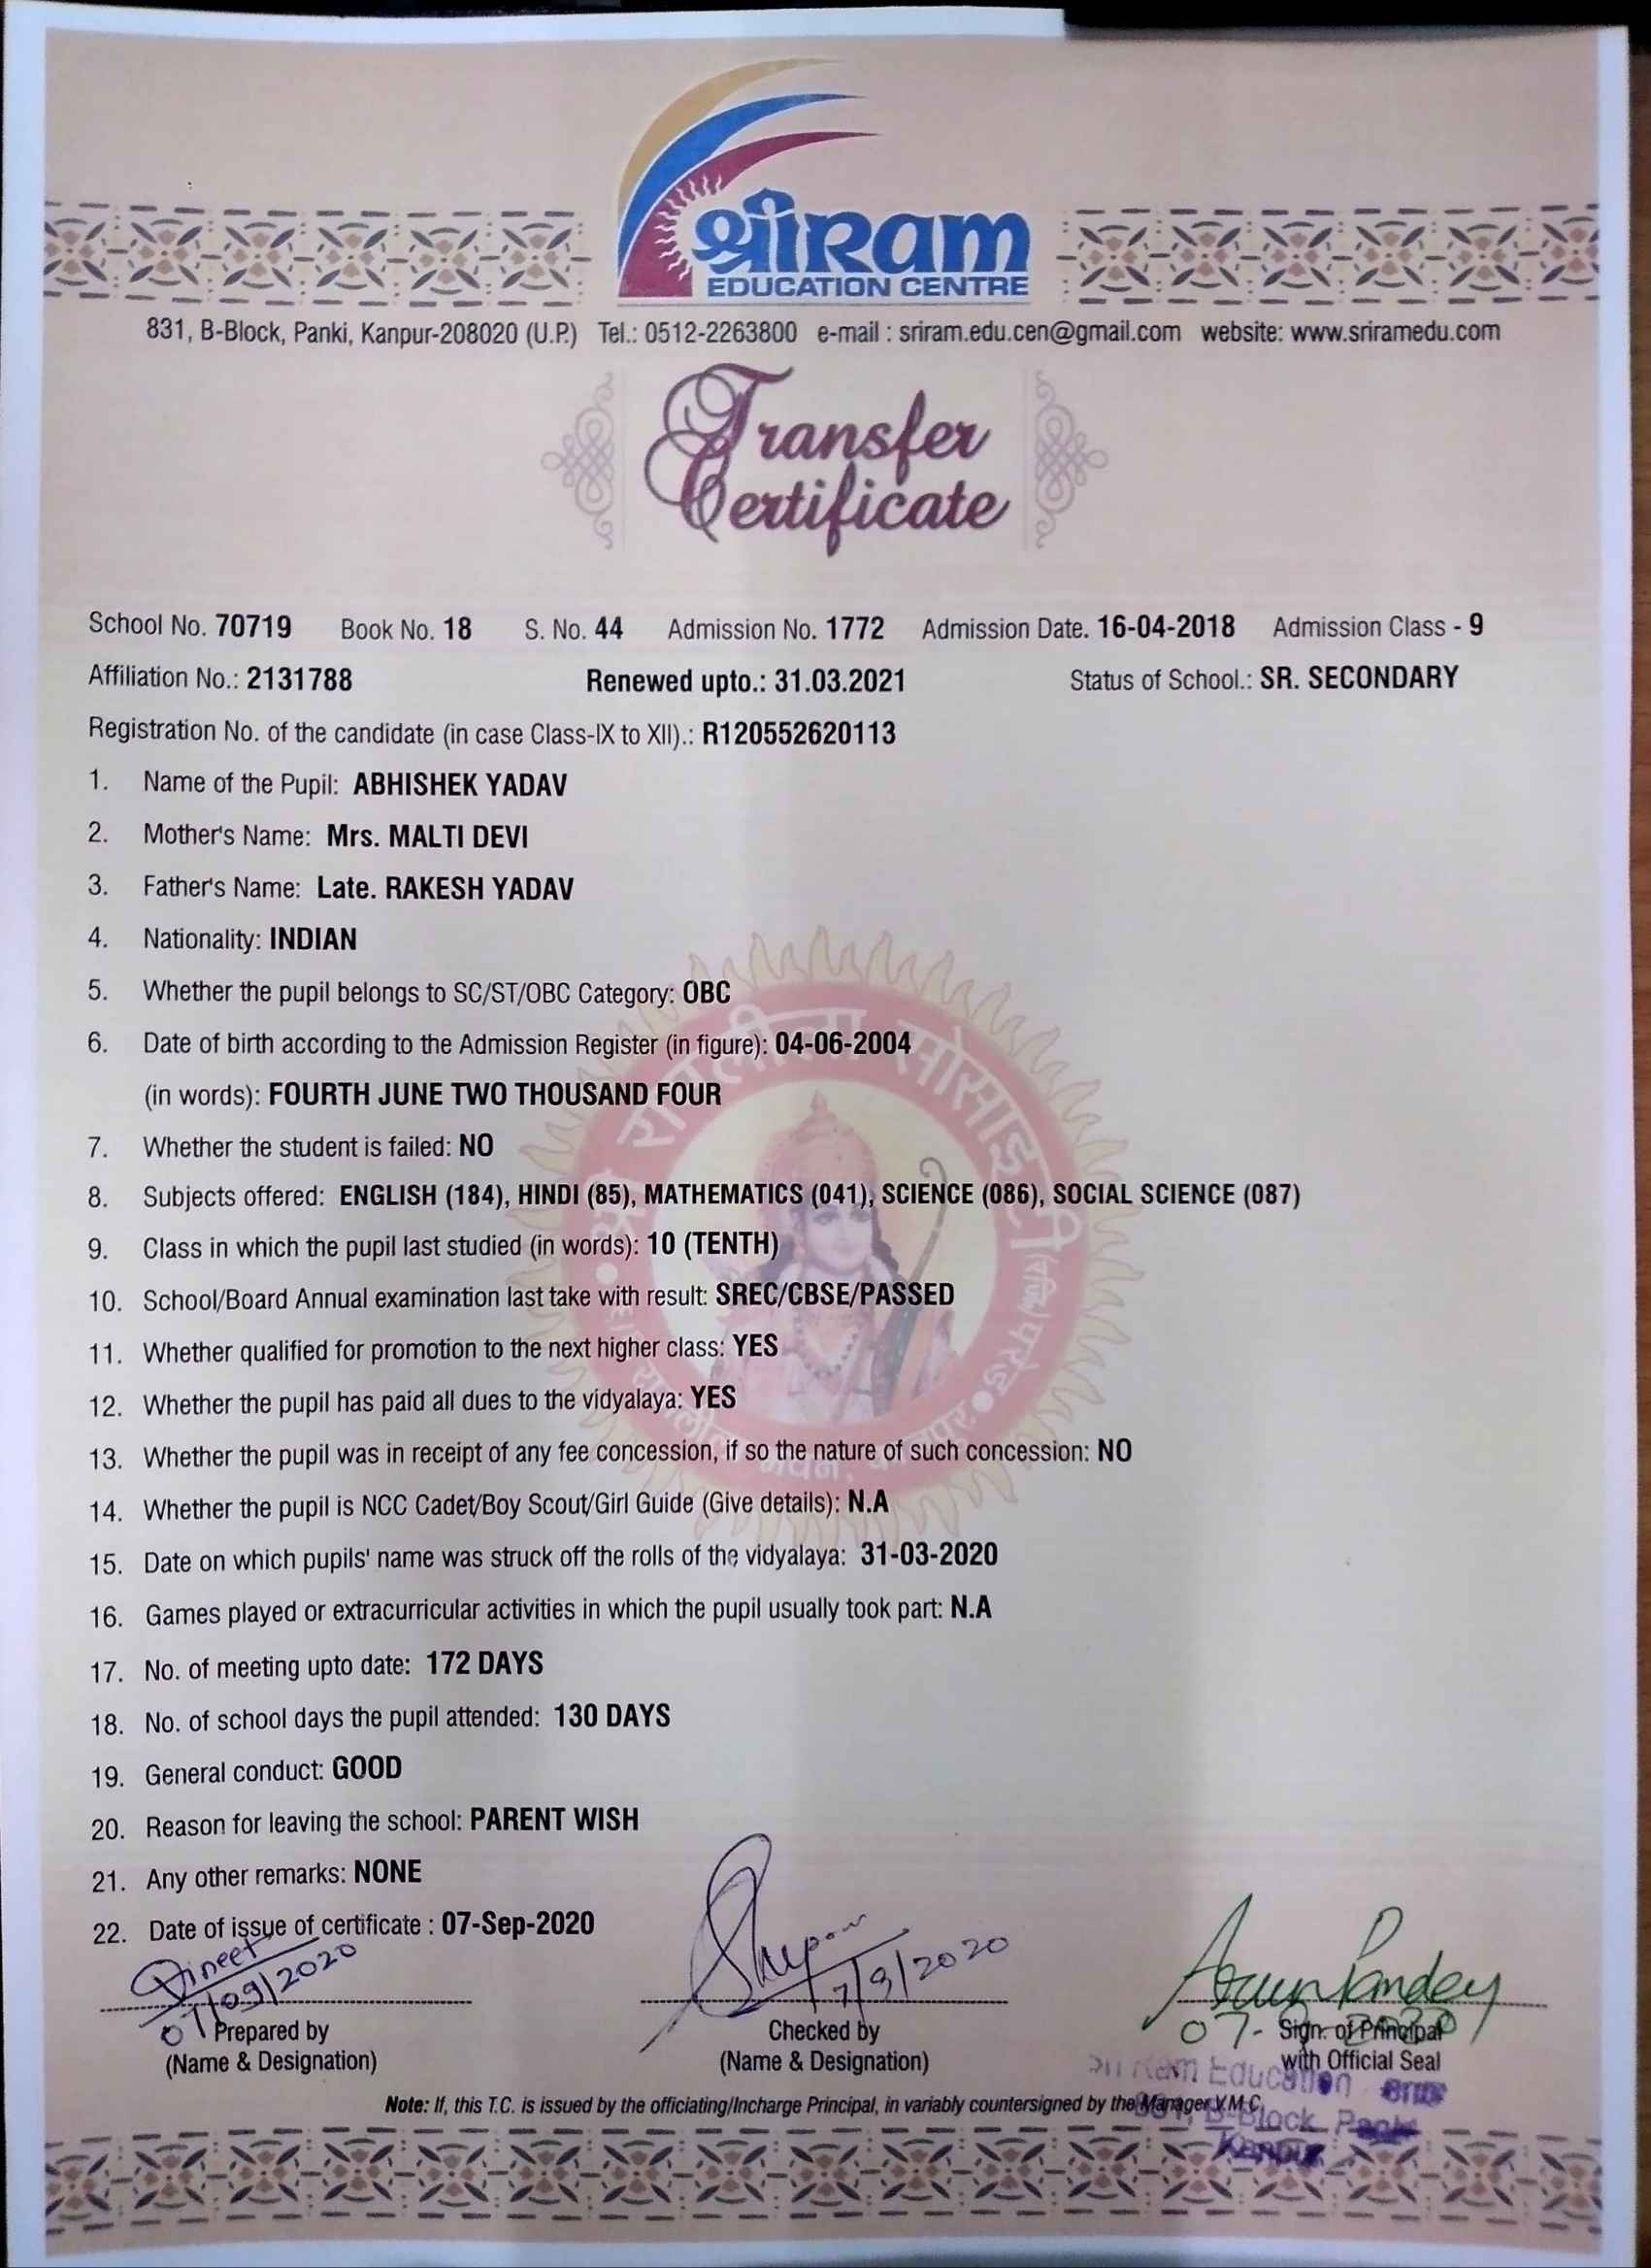 श्रीRam
EDUCATION CENTRE
831, B-Block, Panki, Kanpur-208020 (U.P.) Tel.: 0512-2263800 e-mail : sriram.edu.cen@gmail.com website: www.sriramedu.com
Transfer
Certificate
School No. 70719 Book No. 18 S. No. 44 Admission No. 1772 Admission Date. 16-04-2018 Admission Class - 9
Affiliation No.: 2131788 Renewed upto.: 31.03.2021 Status of School.: SR. SECONDARY
Registration No. of the candidate (in case Class-IX to XII).: R120552620113
1. Name of the Pupil: ABHISHEK YADAV
2. Mother's Name: Mrs. MALTI DEVI
3. Father's Name: Late. RAKESH YADAV
4. Nationality: INDIAN
5. Whether the pupil belongs to SC/ST/OBC Category: OBC
6. Date of birth according to the Admission Register (in figure): 04-06-2004
(in words): FOURTH JUNE TWO THOUSAND FOUR
7. Whether the student is failed: NO
8. Subjects offered: ENGLISH (184), HINDI (85), MATHEMATICS (041), SCIENCE (086), SOCIAL SCIENCE (087)
9. Class in which the pupil last studied (in words): 10 (TENTH)
10. School/Board Annual examination last take with result: SREC/CBSE/PASSED
11. Whether qualified for promotion to the next higher class: YES
12. Whether the pupil has paid all dues to the vidyalaya: YES
13. Whether the pupil was in receipt of any fee concession, if so the nature of such concession: NO
14. Whether the pupil is NCC Cadet/Boy Scout/Girl Guide (Give details): N.A
15. Date on which pupils' name was struck off the rolls of the vidyalaya: 31-03-2020
16. Games played or extracurricular activities in which the pupil usually took part: N.A
17. No. of meeting upto date: 172 DAYS
18. No. of school days the pupil attended: 130 DAYS
19. General conduct: GOOD
20. Reason for leaving the school: PARENT WISH
21. Any other remarks: NONE
22. Date of issue of certificate : 07-Sep-2020
07/09/2020 7/9/2020 Arun Pandey
Prepared by Checked by Sign. of Principal
(Name & Designation) (Name & Designation) with Official Seal
Sri Ram Education
Note: If, this T.C. is issued by the officiating/Incharge Principal, in variably countersigned by the Manager V.M.C.
831, B-Block, Panki
Kanpur